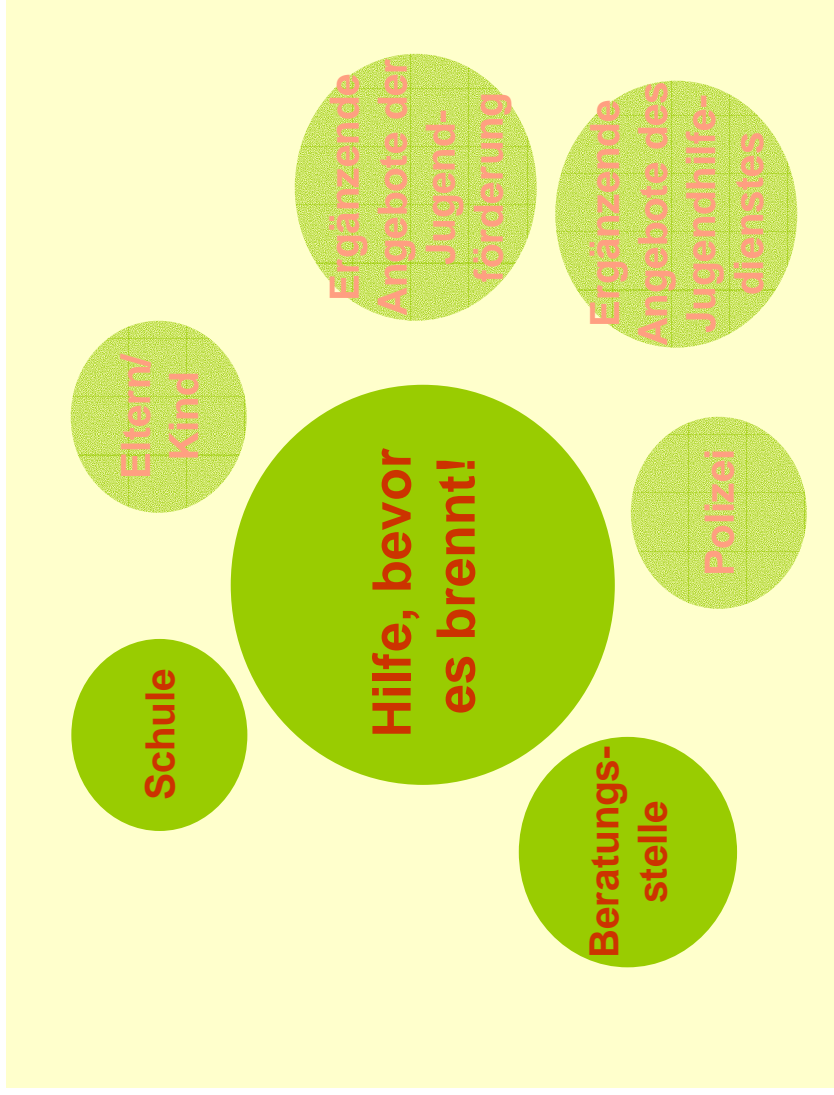 Schule
Eltern/
Kind
Hilfe, bevor
es brennt!
Ergänzende
Angebote der
Jugend-
förderung
Beratungs-
stelle
Polizei
Ergänzende
Angebote des
Jugendhilfe-
dienstes